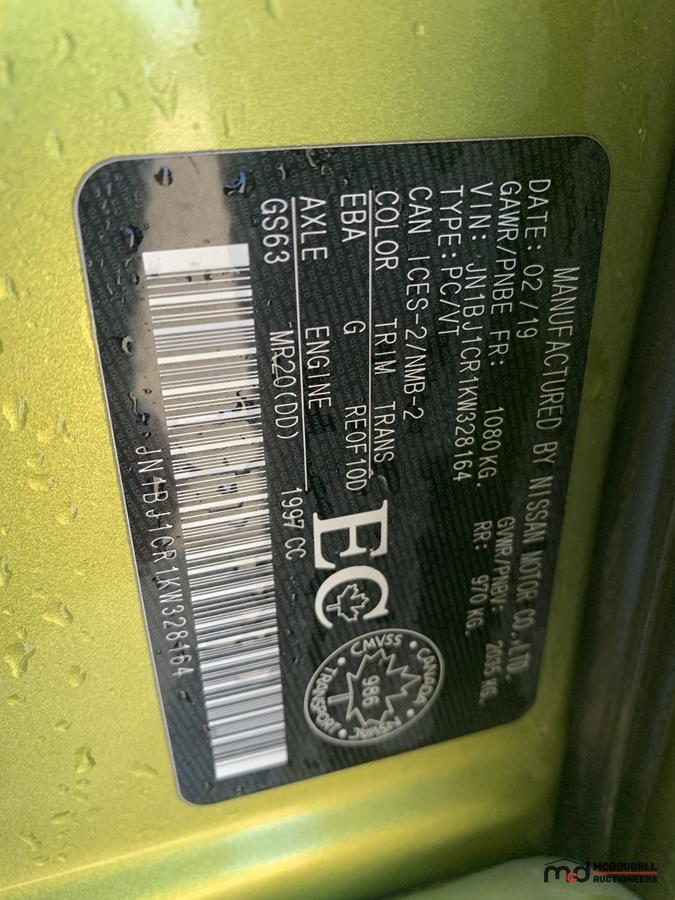 MANUFACTURED BY NISSAN MOTOR CO.,LTD.
DATE: 02/19 GVWR/PNBV: 2035 KG.
GAWR/PNBE FR: 1080 KG. RR: 970 KG.
VIN: JN1BJ1CR1KW328164
TYPE:PC/VT
CAN ICES-2/NMB-2
COLOR TRIM TRANS
EBA G RE0F10D
AXLE ENGINE
GS63 MR20(DD) 1997 CC
EC
CANADA
CMVSS
986
NSVAC
TRANSPORT
JN1BJ1CR1KW328164
mcd MCDOUGALL
AUCTIONEERS